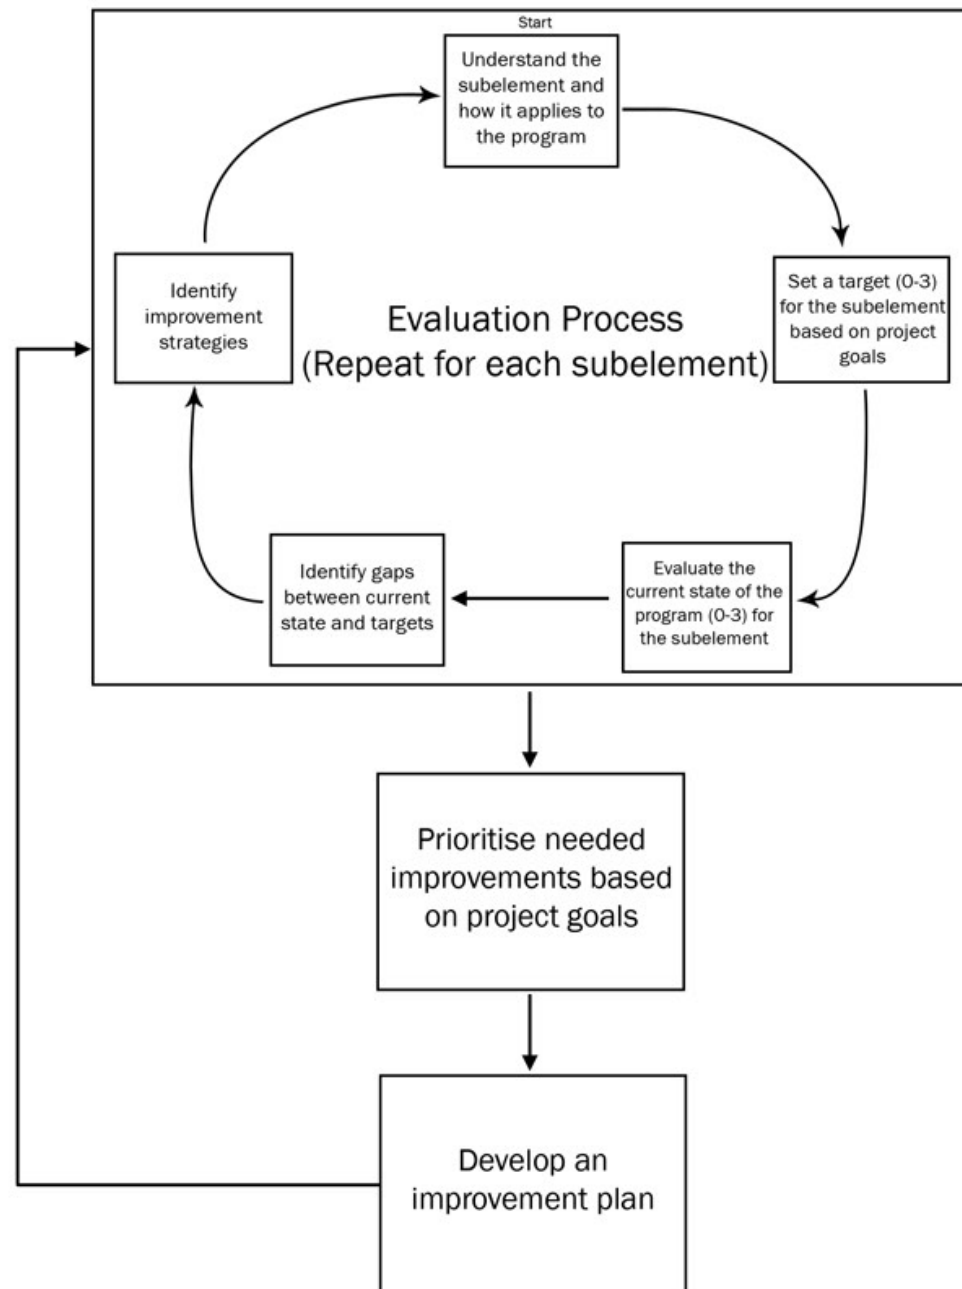 Start
Understand the
subelement and
how it applies to
the program
Set a target (0-3)
for the subelement
based on project
goals
Evaluate the
current state of the
program (0-3) for
the subelement
Identify gaps
between current
state and targets
Identify
improvement
strategies
Evaluation Process
(Repeat for each subelement)
Prioritise needed
improvements based
on project goals
Develop an
improvement plan